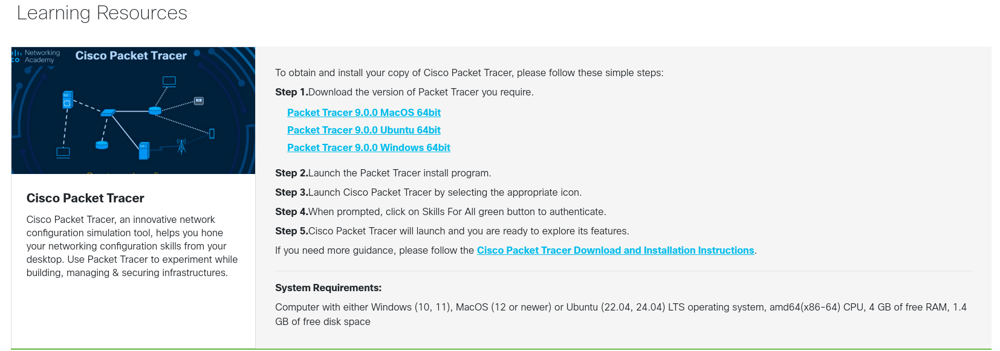 Learning Resources
Networking
Academy
Cisco Packet Tracer
Cisco Packet Tracer
Cisco Packet Tracer, an innovative network
configuration simulation tool, helps you hone
your networking configuration skills from your
desktop. Use Packet Tracer to experiment while
building, managing & securing infrastructures.
To obtain and install your copy of Cisco Packet Tracer, please follow these simple steps:
Step 1.Download the version of Packet Tracer you require.
Packet Tracer 9.0.0 MacOS 64bit
Packet Tracer 9.0.0 Ubuntu 64bit
Packet Tracer 9.0.0 Windows 64bit
Step 2.Launch the Packet Tracer install program.
Step 3.Launch Cisco Packet Tracer by selecting the appropriate icon.
Step 4.When prompted, click on Skills For All green button to authenticate.
Step 5.Cisco Packet Tracer will launch and you are ready to explore its features.
If you need more guidance, please follow the Cisco Packet Tracer Download and Installation Instructions.
System Requirements:
Computer with either Windows (10, 11), MacOS (12 or newer) or Ubuntu (22.04, 24.04) LTS operating system, amd64(x86-64) CPU, 4 GB of free RAM, 1.4
GB of free disk space